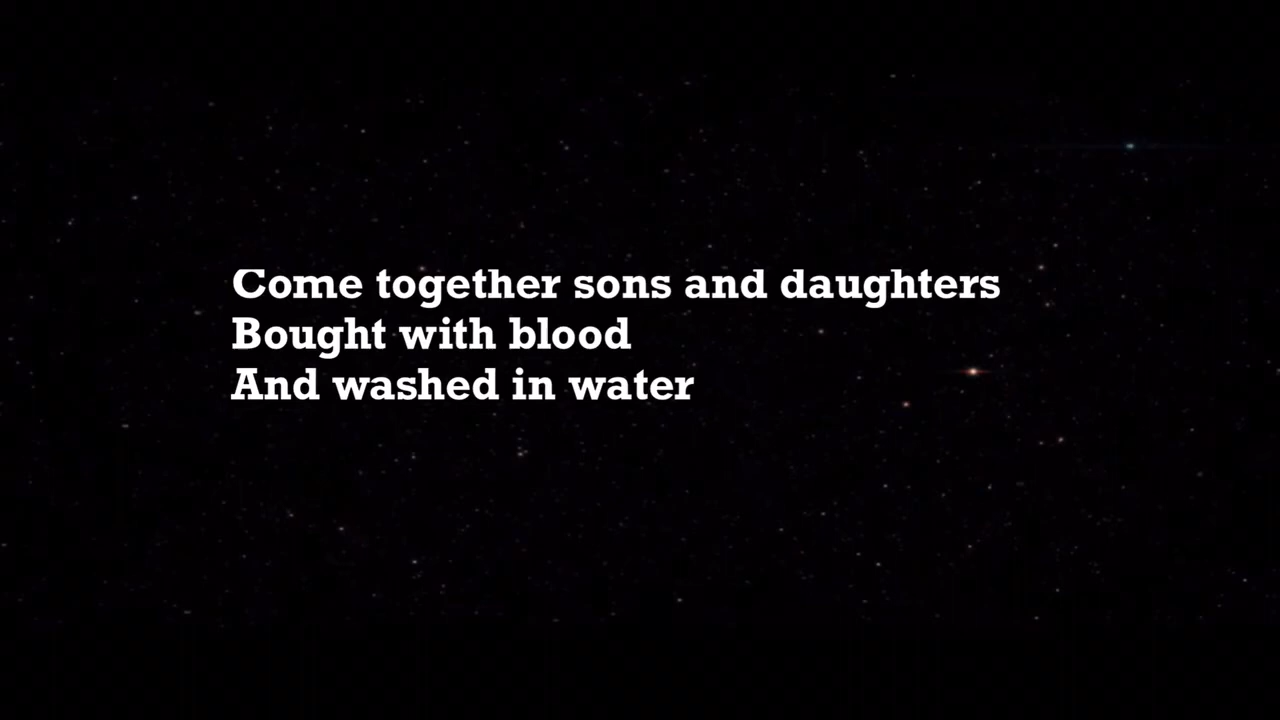 Come together sons and daughters
Bought with blood
And washed in water